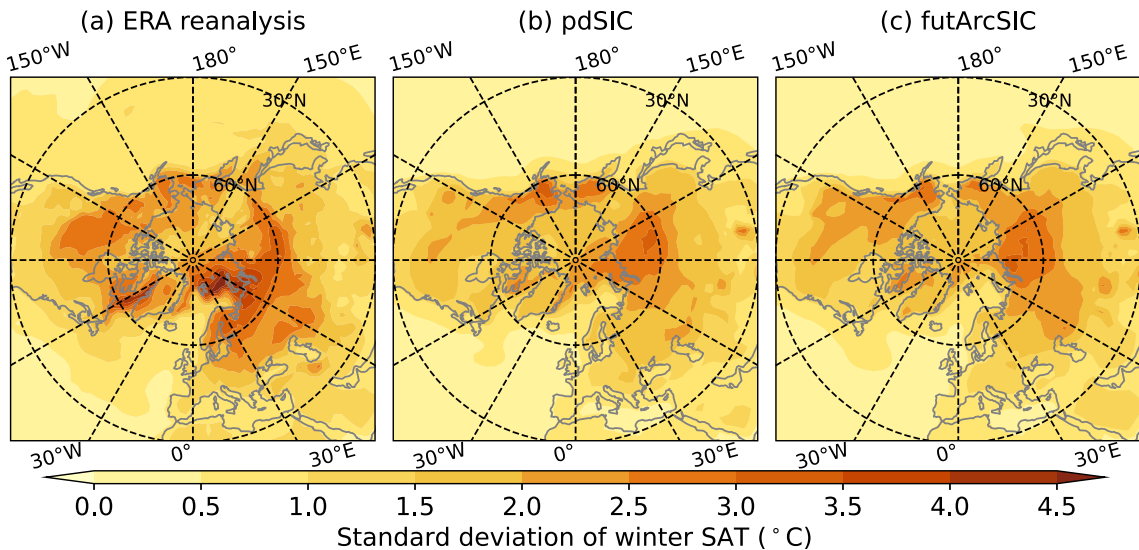 (a) ERA reanalysis (b) pdSIC (c) futArcSIC
150°W 180° 150°E 150°W 180° 150°E 150°W 180° 150°E
30°N 30°N 30°N
60°N 60°N 60°N
30°W 0° 30°E 30°W 0° 30°E 30°W 0° 30°E
0.0 0.5 1.0 1.5 2.0 2.5 3.0 3.5 4.0 4.5
Standard deviation of winter SAT (°C)